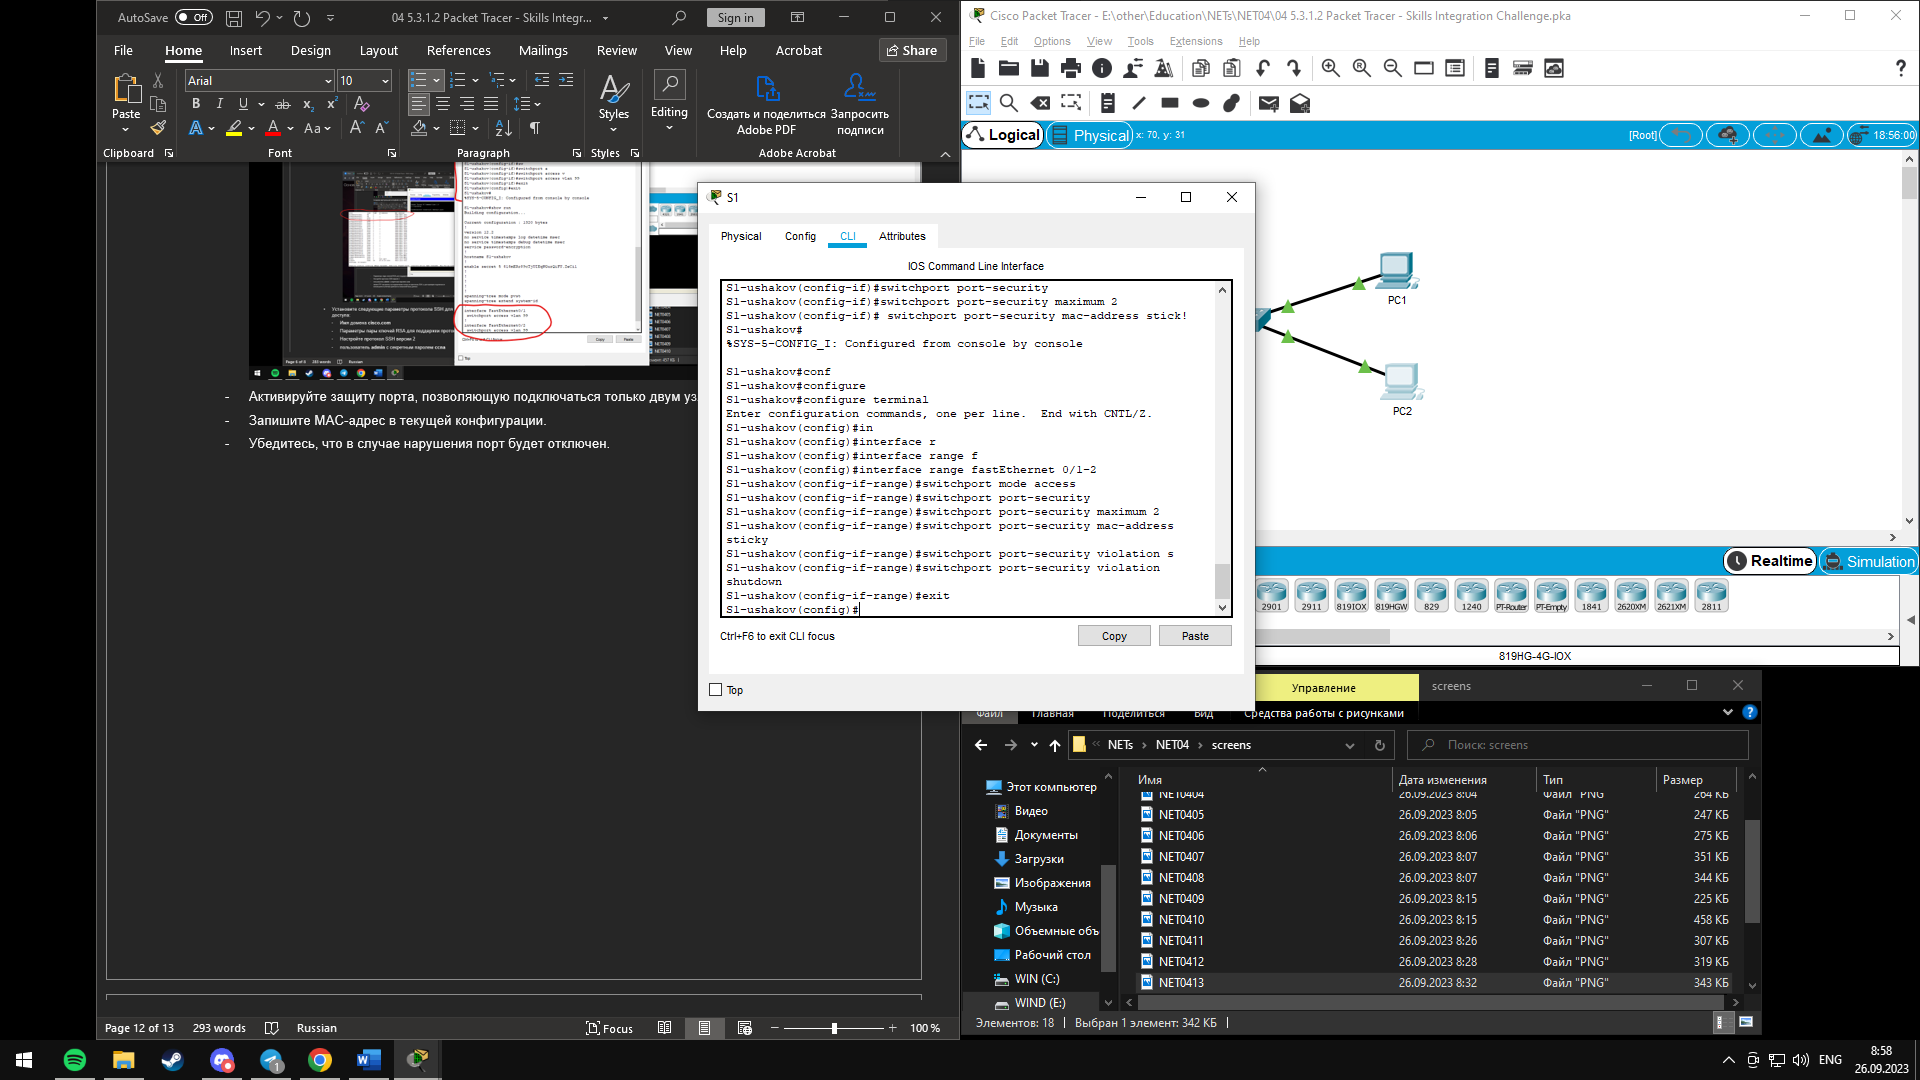 AutoSave Off 04 5.3.1.2 Packet Tracer - Skills Integr... Sign in
File Home Insert Design Layout References Mailings Review View Help Acrobat Share
Arial 10
Paste Styles Editing Создать и поделиться Adobe PDF Запросить подписи
Clipboard Font Paragraph Styles Adobe Acrobat
- Активируйте защиту порта, позволяющую подключаться только двум уз
- Запишите MAC-адрес в текущей конфигурации.
- Убедитесь, что в случае нарушения порт будет отключен.
Page 12 of 13 293 words Russian Focus 100 %
Cisco Packet Tracer - E:\other\Education\NETs\NET04\04 5.3.1.2 Packet Tracer - Skills Integration Challenge.pka
File Edit Options View Tools Extensions Help
Logical Physical x: 70, y: 31 [Root] 18:56:00
PC1
PC2
S1
Physical Config CLI Attributes
IOS Command Line Interface
S1-ushakov(config-if)#switchport port-security
S1-ushakov(config-if)#switchport port-security maximum 2
S1-ushakov(config-if)# switchport port-security mac-address stick!
S1-ushakov#
%SYS-5-CONFIG_I: Configured from console by console
S1-ushakov#conf
S1-ushakov#configure
S1-ushakov#configure terminal
Enter configuration commands, one per line.  End with CNTL/Z.
S1-ushakov(config)#in
S1-ushakov(config)#interface r
S1-ushakov(config)#interface range f
S1-ushakov(config)#interface range fastEthernet 0/1-2
S1-ushakov(config-if-range)#switchport mode access
S1-ushakov(config-if-range)#switchport port-security
S1-ushakov(config-if-range)#switchport port-security maximum 2
S1-ushakov(config-if-range)#switchport port-security mac-address
sticky
S1-ushakov(config-if-range)#switchport port-security violation s
S1-ushakov(config-if-range)#switchport port-security violation
shutdown
S1-ushakov(config-if-range)#exit
S1-ushakov(config)#
Ctrl+F6 to exit CLI focus Copy Paste
Top
Realtime Simulation
2901 2911 819IOX 819HGW 829 1240 PT-Router PT-Empty 1841 2620XM 2621XM 2811
819HG-4G-IOX
Управление screens
Файл Главная Поделиться Вид Средства работы с рисунками
NETs NET04 screens Поиск: screens
Этот компьютер
Видео
Документы
Загрузки
Изображения
Музыка
Объемные объ
Рабочий стол
WIN (C:)
WIND (E:)
Имя Дата изменения Тип Размер
NET0404 26.09.2023 8:04 Файл "PNG" 264 КБ
NET0405 26.09.2023 8:05 Файл "PNG" 247 КБ
NET0406 26.09.2023 8:06 Файл "PNG" 275 КБ
NET0407 26.09.2023 8:07 Файл "PNG" 351 КБ
NET0408 26.09.2023 8:07 Файл "PNG" 344 КБ
NET0409 26.09.2023 8:15 Файл "PNG" 225 КБ
NET0410 26.09.2023 8:15 Файл "PNG" 458 КБ
NET0411 26.09.2023 8:26 Файл "PNG" 307 КБ
NET0412 26.09.2023 8:28 Файл "PNG" 319 КБ
NET0413 26.09.2023 8:32 Файл "PNG" 343 КБ
Элементов: 18 Выбран 1 элемент: 342 КБ
ENG 8:58
26.09.2023